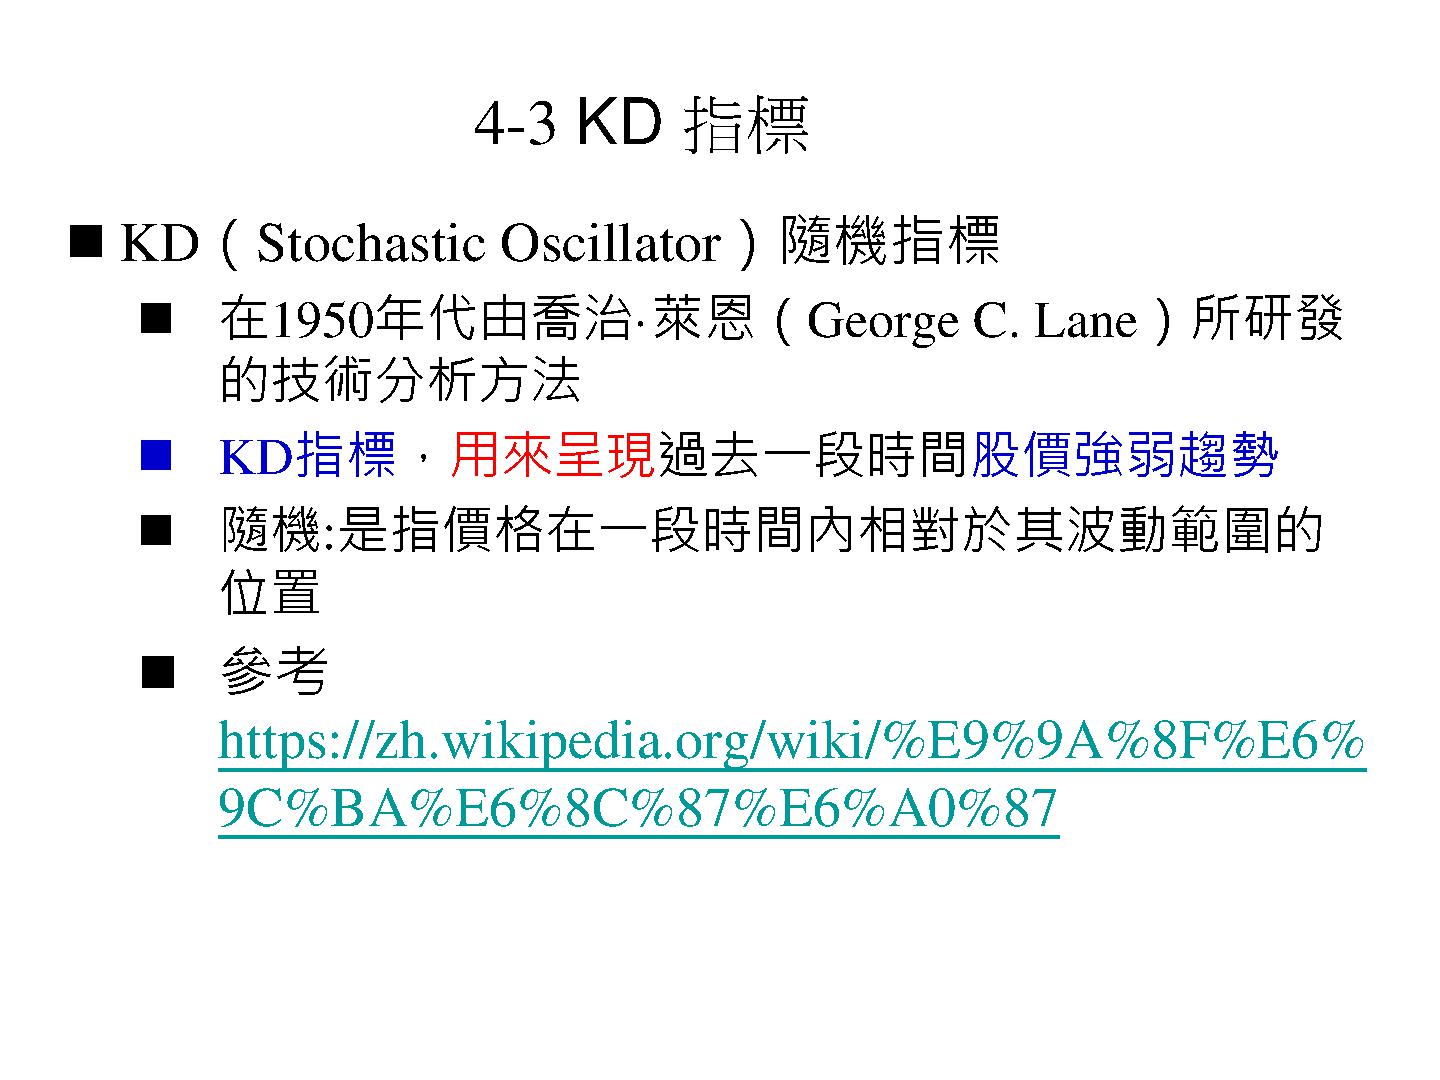 4-3 KD 指標
KD（Stochastic Oscillator）隨機指標
在1950年代由喬治·萊恩（George C. Lane）所研發
的技術分析方法
KD指標，用來呈現過去一段時間股價強弱趨勢
隨機:是指價格在一段時間內相對於其波動範圍的
位置
參考
https://zh.wikipedia.org/wiki/%E9%9A%8F%E6%
9C%BA%E6%8C%87%E6%A0%87